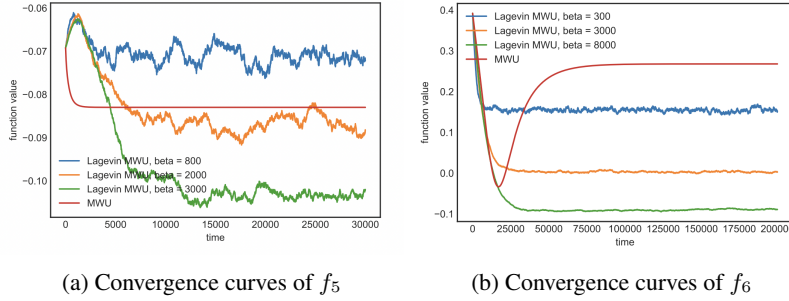 −0.06
−0.07
−0.08
−0.09
−0.10
function value
Lagevin MWU, beta = 800
Lagevin MWU, beta = 2000
Lagevin MWU, beta = 3000
MWU
0 5000 10000 15000 20000 25000 30000
time
(a) Convergence curves of f5
0.4
0.3
0.2
0.1
0.0
−0.1
function value
Lagevin MWU, beta = 300
Lagevin MWU, beta = 3000
Lagevin MWU, beta = 8000
MWU
0 25000 50000 75000 100000 125000 150000 175000 200000
time
(b) Convergence curves of f6